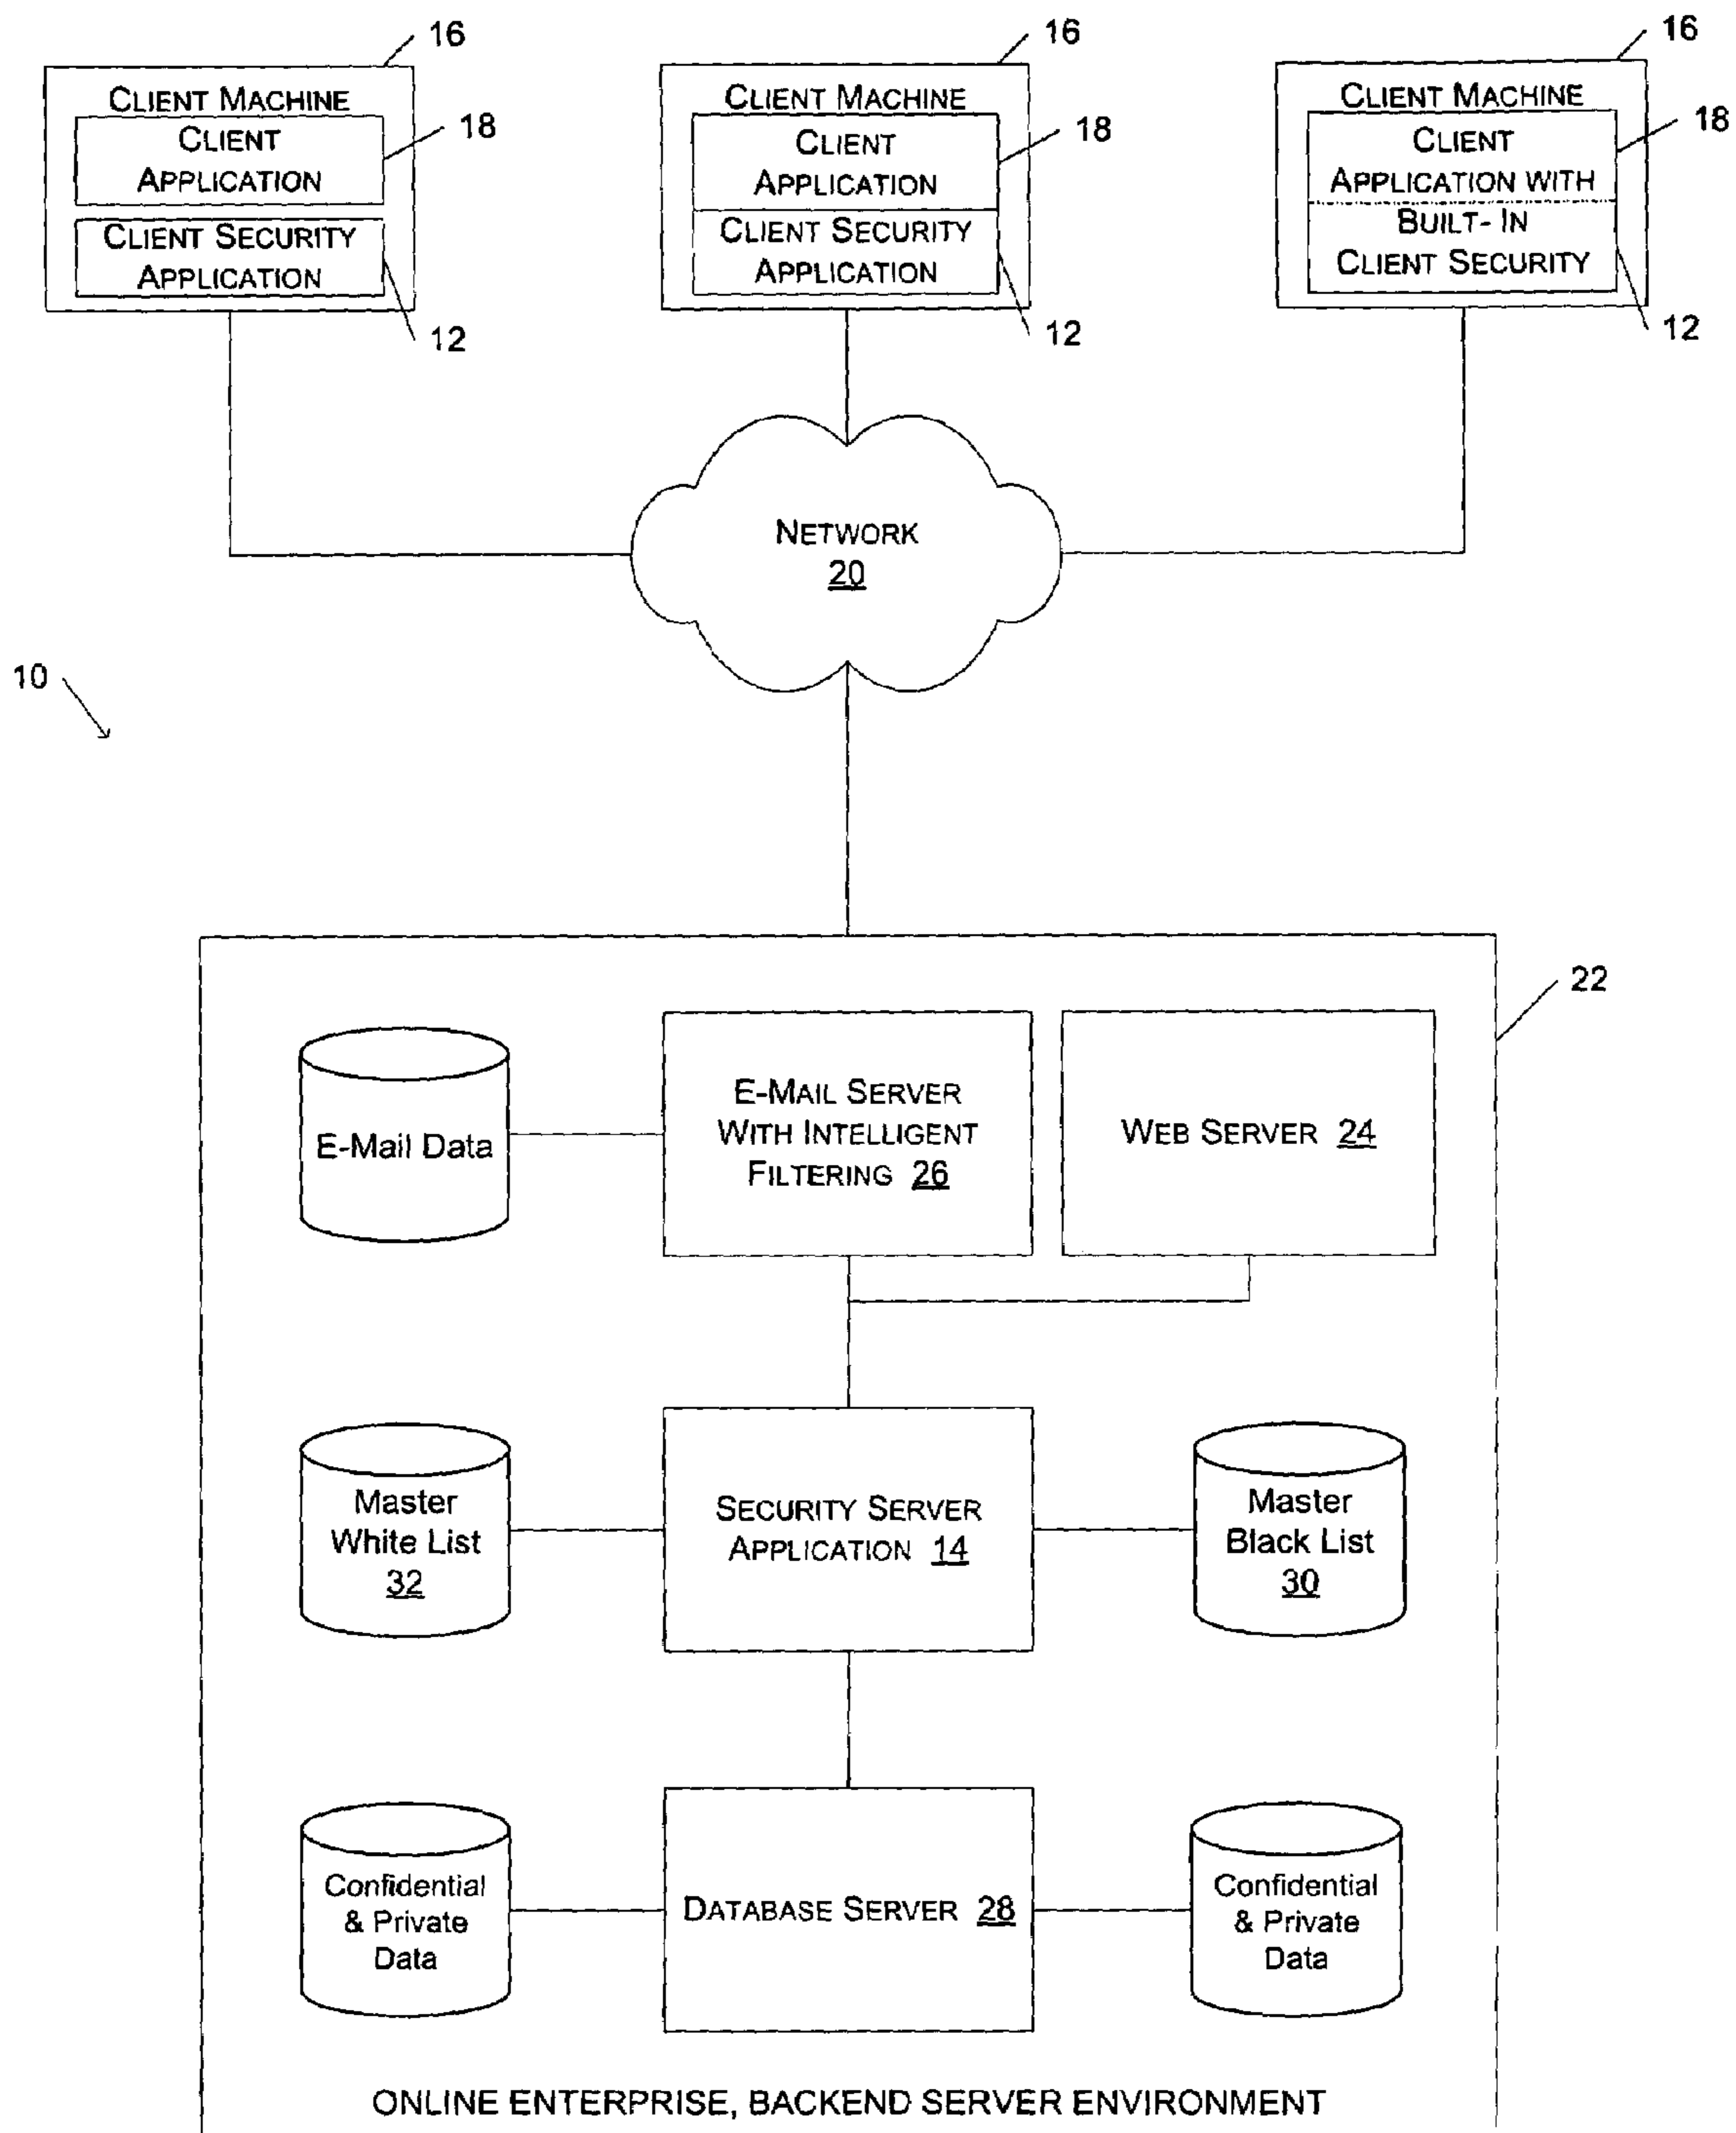 16
16
16
CLIENT MACHINE
CLIENT MACHINE
CLIENT MACHINE
CLIENT
APPLICATION
18
CLIENT
APPLICATION
18
CLIENT
APPLICATION WITH
18
CLIENT SECURITY
APPLICATION
12
CLIENT SECURITY
APPLICATION
12
BUILT- IN
CLIENT SECURITY
12
NETWORK
20
10
22
E-Mail Data
E-MAIL SERVER
WITH INTELLIGENT
FILTERING 26
WEB SERVER 24
Master
White List
32
SECURITY SERVER
APPLICATION 14
Master
Black List
30
Confidential
& Private
Data
DATABASE SERVER 28
Confidential
& Private
Data
ONLINE ENTERPRISE, BACKEND SERVER ENVIRONMENT